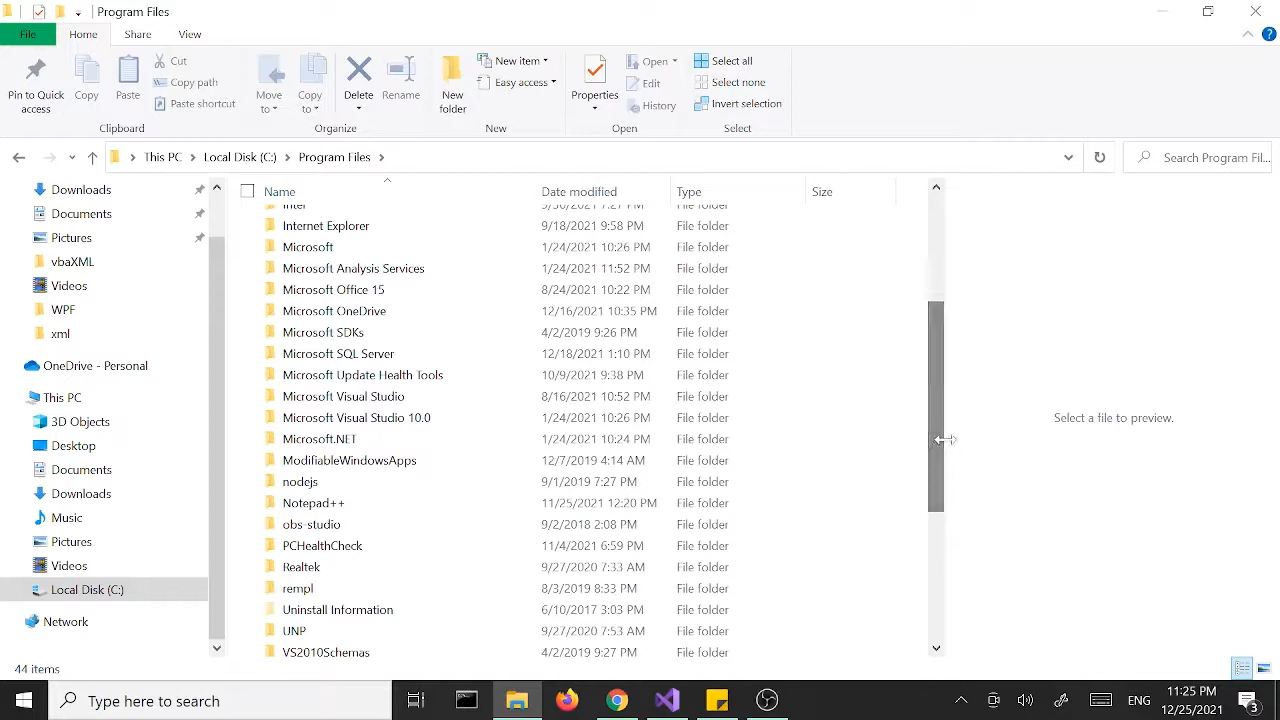 Program Files
File Home Share View
Pin to Quick access
Copy
Paste
Cut
Copy path
Paste shortcut
Clipboard
Move to
Copy to
Delete
Rename
Organize
New folder
New item
Easy access
New
Properties
Open
Edit
History
Open
Select all
Select none
Invert selection
Select
This PC Local Disk (C:) Program Files
Search Program Fil...
Downloads
Documents
Pictures
vbaXML
Videos
WPF
xml
OneDrive - Personal
This PC
3D Objects
Desktop
Documents
Downloads
Music
Pictures
Videos
Local Disk (C:)
Network
Name Date modified Type Size
Internet Explorer 9/18/2021 9:58 PM File folder
Microsoft 1/24/2021 10:26 PM File folder
Microsoft Analysis Services 1/24/2021 11:52 PM File folder
Microsoft Office 15 8/24/2021 10:22 PM File folder
Microsoft OneDrive 12/16/2021 10:35 PM File folder
Microsoft SDKs 4/2/2019 9:26 PM File folder
Microsoft SQL Server 12/18/2021 1:10 PM File folder
Microsoft Update Health Tools 10/9/2021 9:38 PM File folder
Microsoft Visual Studio 8/16/2021 10:52 PM File folder
Microsoft Visual Studio 10.0 1/24/2021 10:26 PM File folder
Microsoft.NET 1/24/2021 10:24 PM File folder
ModifiableWindowsApps 12/7/2019 4:14 AM File folder
nodejs 9/1/2019 7:27 PM File folder
Notepad++ 11/25/2021 12:20 PM File folder
obs-studio 9/2/2018 2:08 PM File folder
PCHealthCheck 11/4/2021 6:59 PM File folder
Realtek 9/27/2020 7:33 AM File folder
rempl 8/3/2019 8:33 PM File folder
Uninstall Information 6/10/2017 3:03 PM File folder
UNP 9/27/2020 7:53 AM File folder
VS2010Schemas 4/2/2019 9:27 PM File folder
Select a file to preview.
44 items
Type here to search
ENG
12/25/2021
3